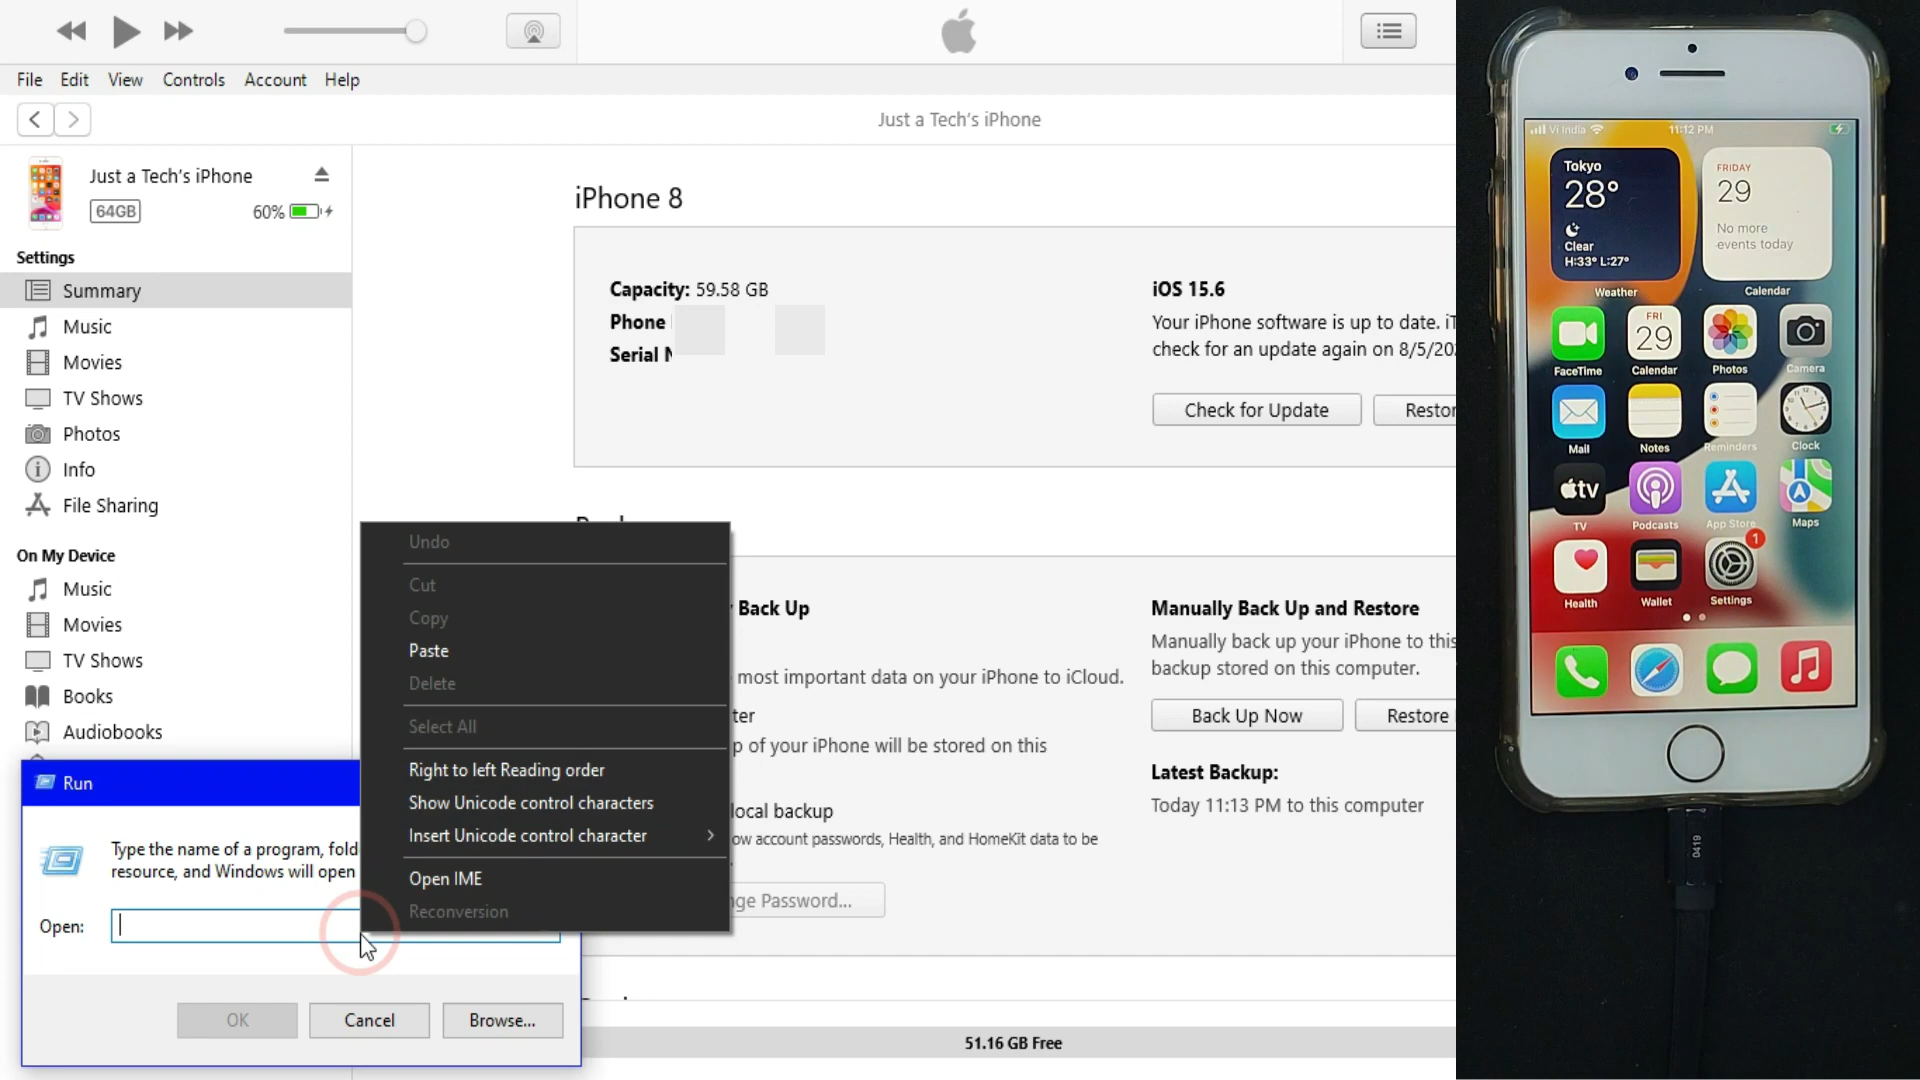 File Edit View Controls Account Help
Just a Tech's iPhone
Just a Tech's iPhone
64GB
60%
Settings
Summary
Music
Movies
TV Shows
Photos
Info
File Sharing
On My Device
Music
Movies
TV Shows
Books
Audiobooks
iPhone 8
Capacity: 59.58 GB
Phone
Serial
iOS 15.6
Your iPhone software is up to date.
check for an update again on 8/5/20
Check for Update
Back Up
most important data on your iPhone to iCloud.
of your iPhone will be stored on this
local backup
account passwords, Health, and HomeKit data to be
Password...
Manually Back Up and Restore
Manually back up your iPhone to this
backup stored on this computer.
Back Up Now
Restore
Latest Backup:
Today 11:13 PM to this computer
51.16 GB Free
Undo
Cut
Copy
Paste
Delete
Select All
Right to left Reading order
Show Unicode control characters
Insert Unicode control character
Open IME
Reconversion
Run
Type the name of a program,
resource, and Windows will open
Open:
OK
Cancel
Browse...
Vi India
11:12 PM
Tokyo
28°
Clear
H:33° L:27°
Weather
FRIDAY
29
No more
events today
Calendar
FRI
29
FaceTime
Calendar
Photos
Camera
Mail
Notes
Reminders
Clock
tv
TV
Podcasts
App Store
Maps
1
Health
Wallet
Settings
0419